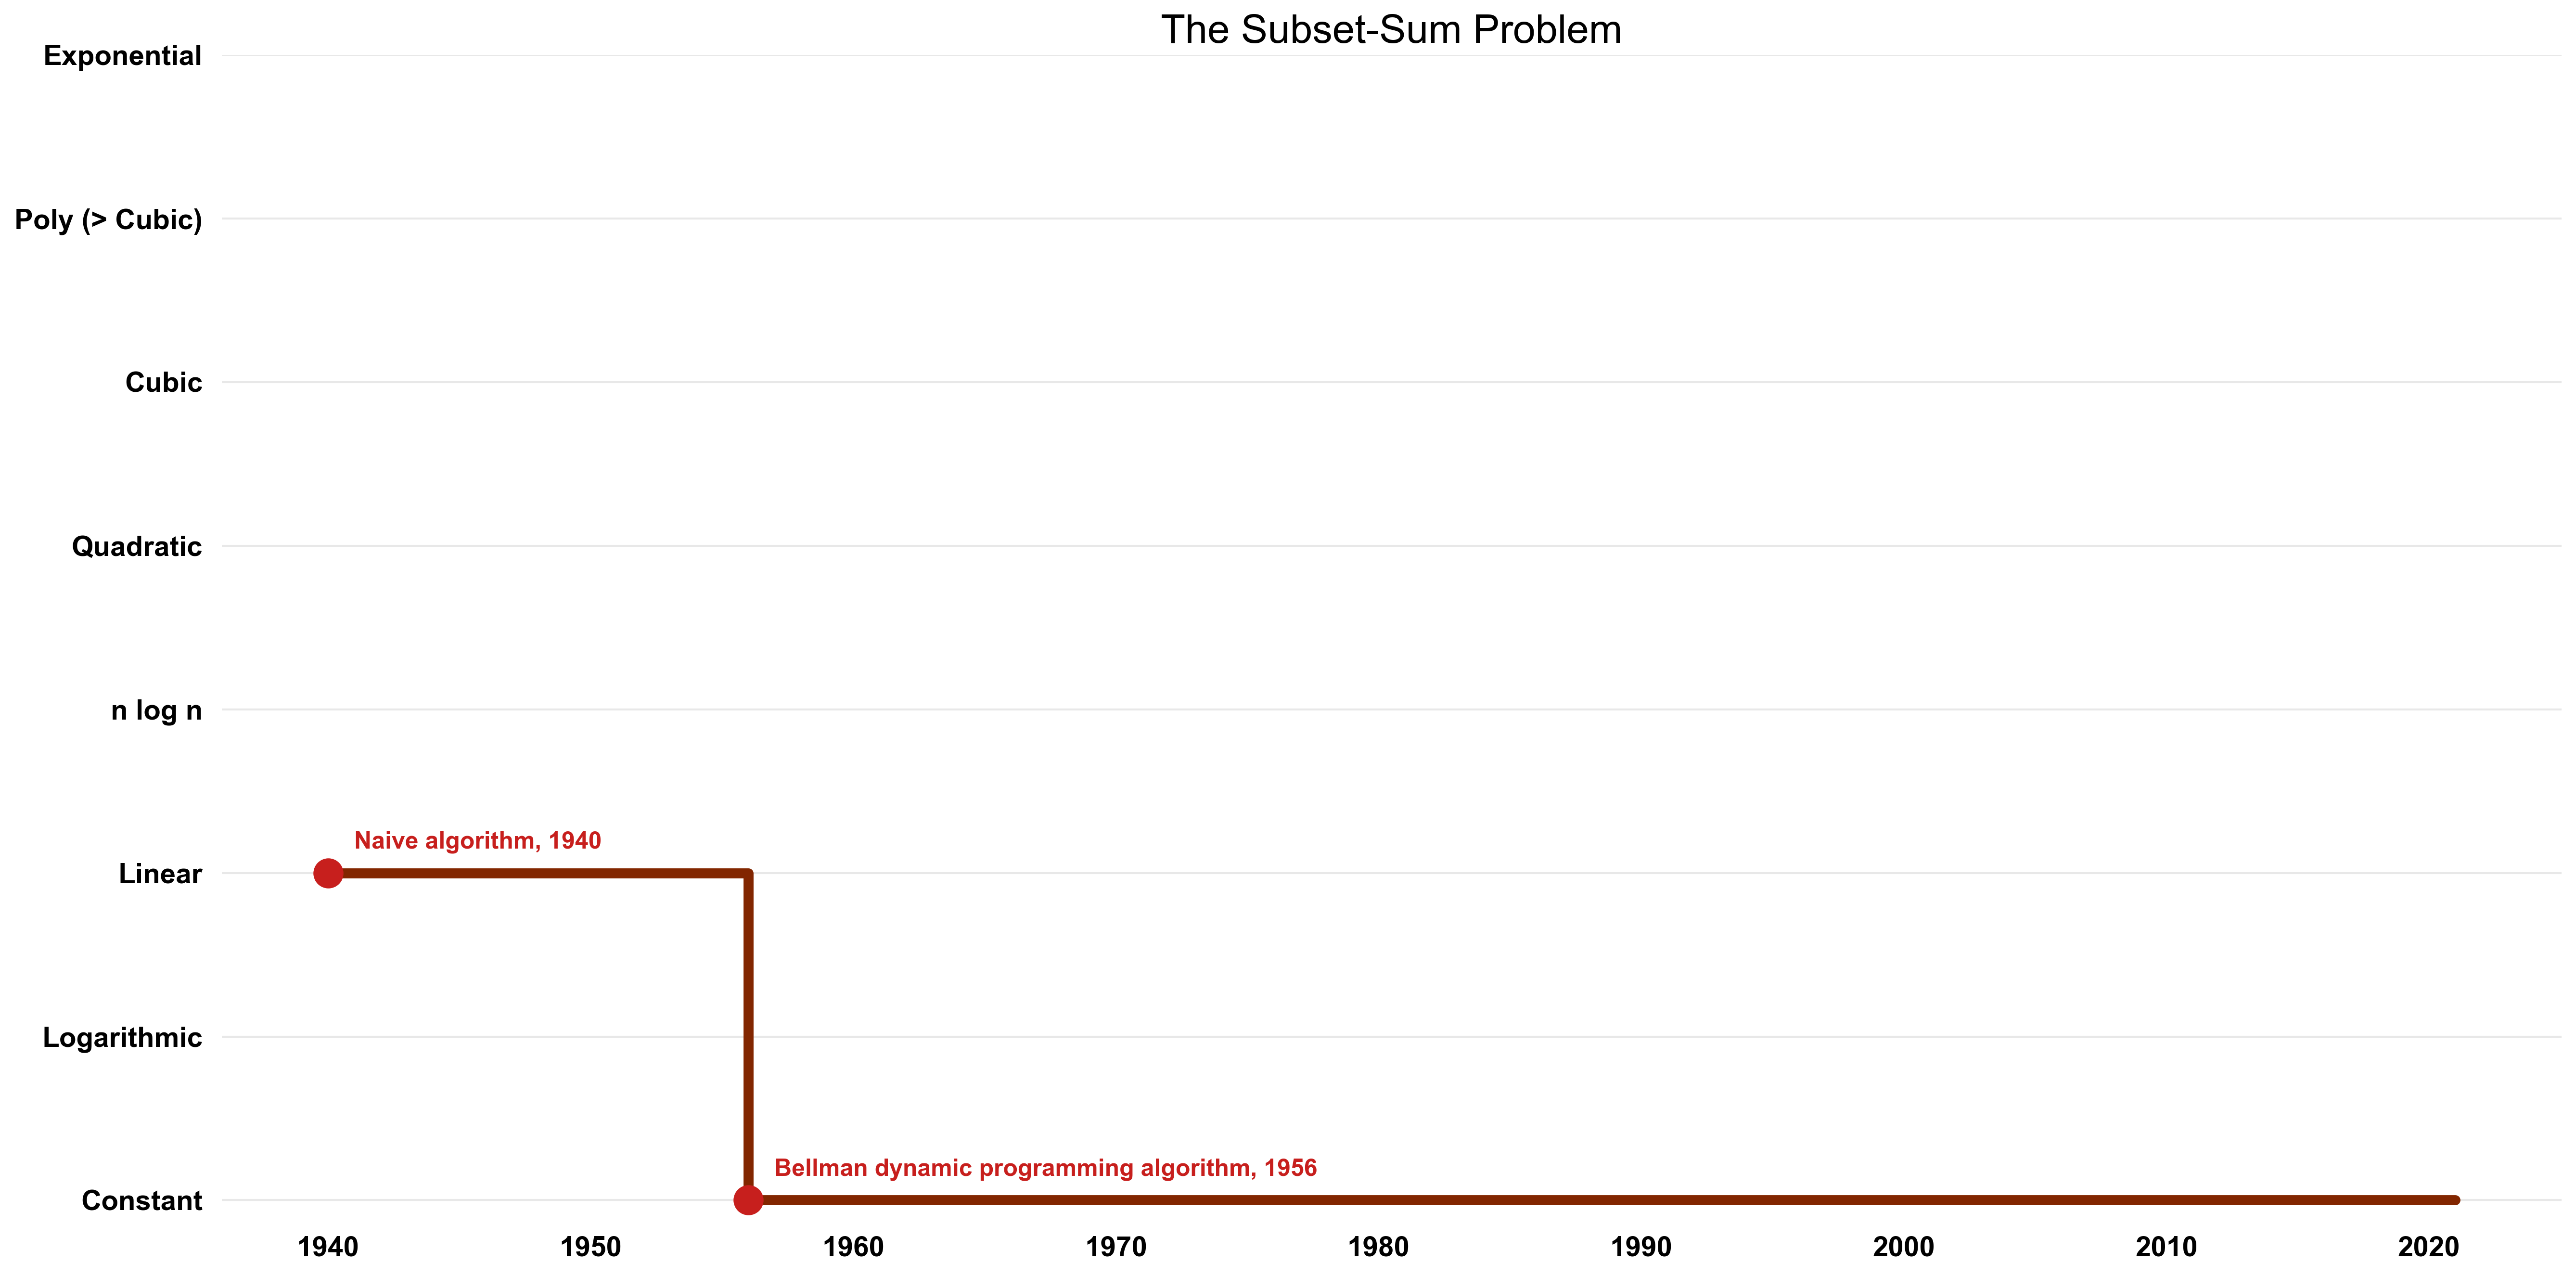 The Subset-Sum Problem
Exponential
Poly (> Cubic)
Cubic
Quadratic
n log n
Linear
Logarithmic
Constant
Naive algorithm, 1940
Bellman dynamic programming algorithm, 1956
1940 1950 1960 1970 1980 1990 2000 2010 2020